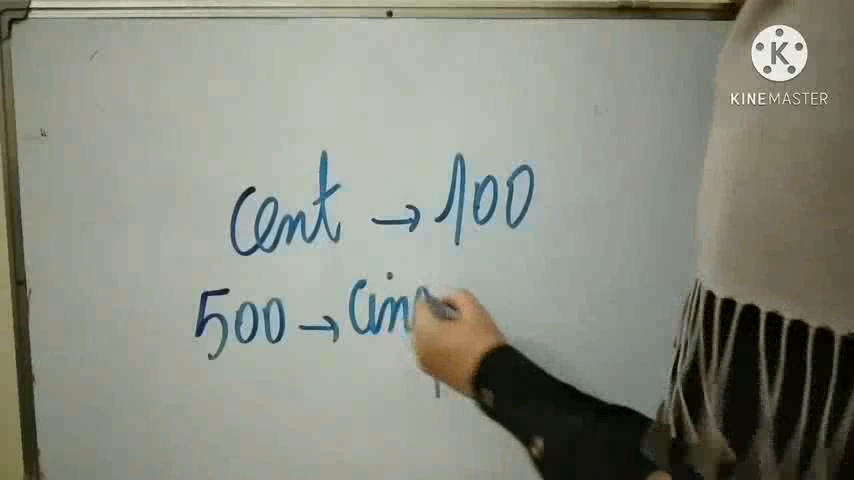 KINEMASTER
cent → 100
500 → cin